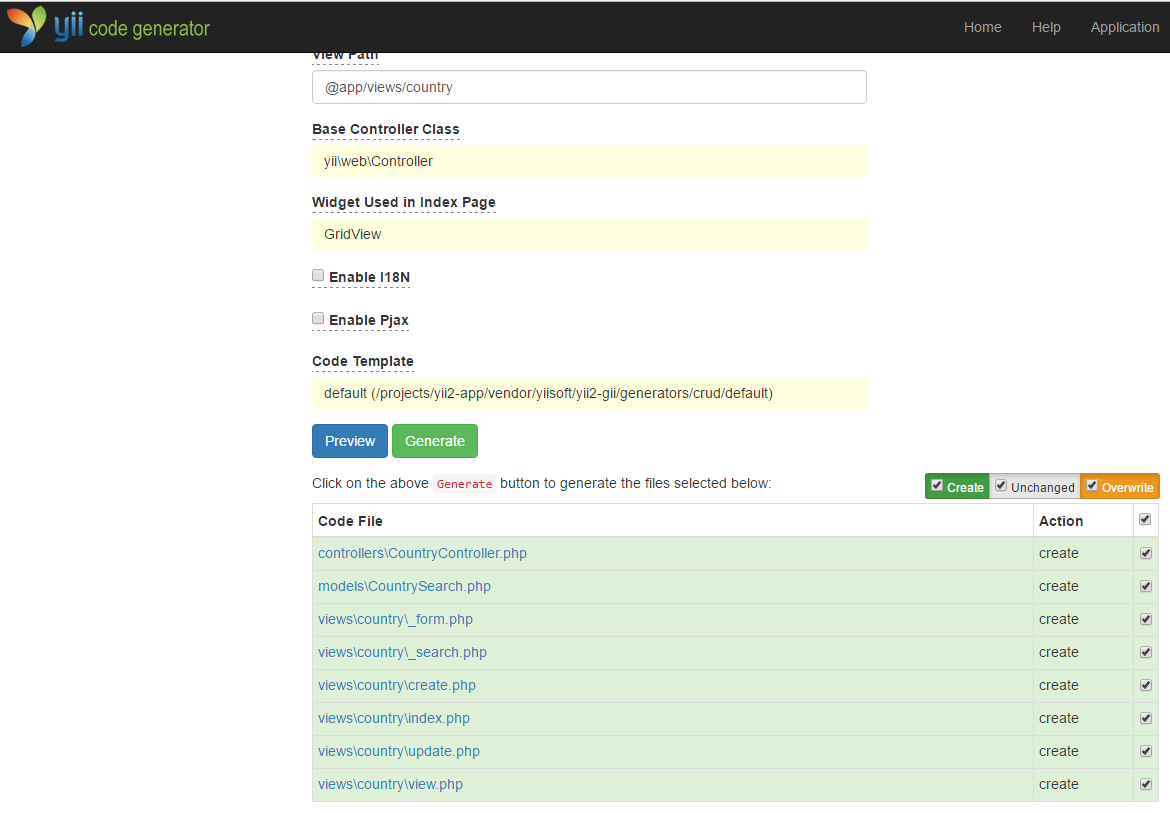 yii code generator
Home Help Application
View Path
@app/views/country
Base Controller Class
yii\web\Controller
Widget Used in Index Page
GridView
Enable I18N
Enable Pjax
Code Template
default (/projects/yii2-app/vendor/yiisoft/yii2-gii/generators/crud/default)
Preview Generate
Click on the above Generate button to generate the files selected below:
Create Unchanged Overwrite
Code File Action
controllers\CountryController.php create
models\CountrySearch.php create
views\country\_form.php create
views\country\_search.php create
views\country\create.php create
views\country\index.php create
views\country\update.php create
views\country\view.php create